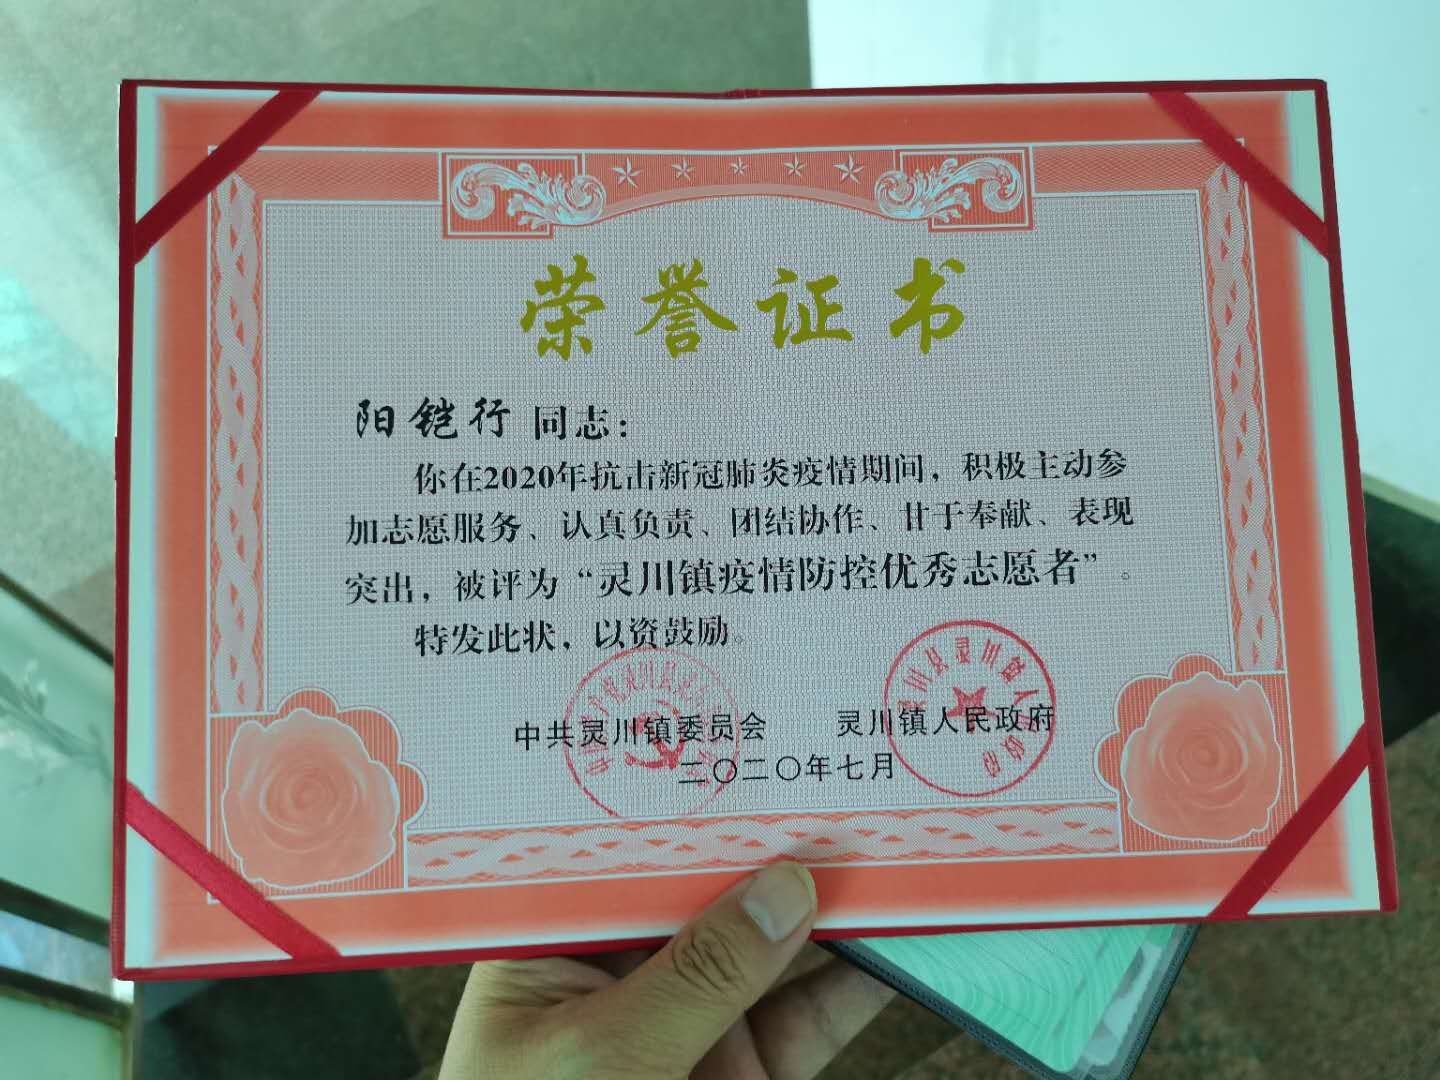 荣誉证书
阳铠行 同志：
你在2020年抗击新冠肺炎疫情期间，积极主动参
加志愿服务、认真负责、团结协作、甘于奉献、表现
突出，被评为“灵川镇疫情防控优秀志愿者”。
特发此状，以资鼓励。
中共灵川镇委员会 灵川镇人民政府
二〇二〇年七月